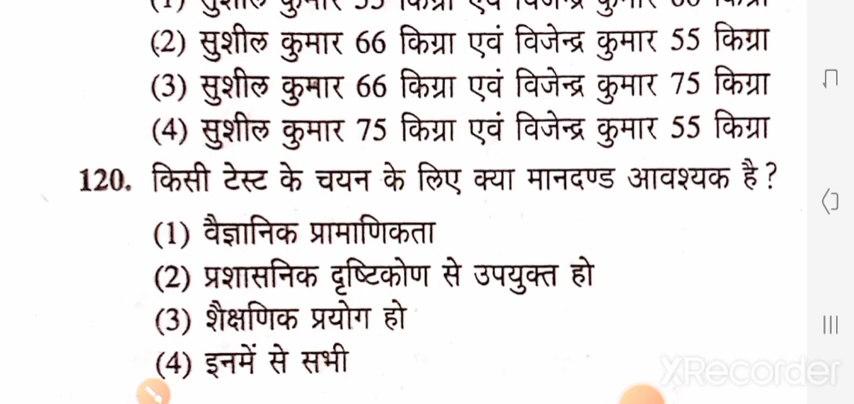 (2) सुशील कुमार 66 किग्रा एवं विजेन्द्र कुमार 55 किग्रा
(3) सुशील कुमार 66 किग्रा एवं विजेन्द्र कुमार 75 किग्रा
(4) सुशील कुमार 75 किग्रा एवं विजेन्द्र कुमार 55 किग्रा
120. किसी टेस्ट के चयन के लिए क्या मानदण्ड आवश्यक है ?
(1) वैज्ञानिक प्रामाणिकता
(2) प्रशासनिक दृष्टिकोण से उपयुक्त हो
(3) शैक्षणिक प्रयोग हो
(4) इनमें से सभी
XRecorder